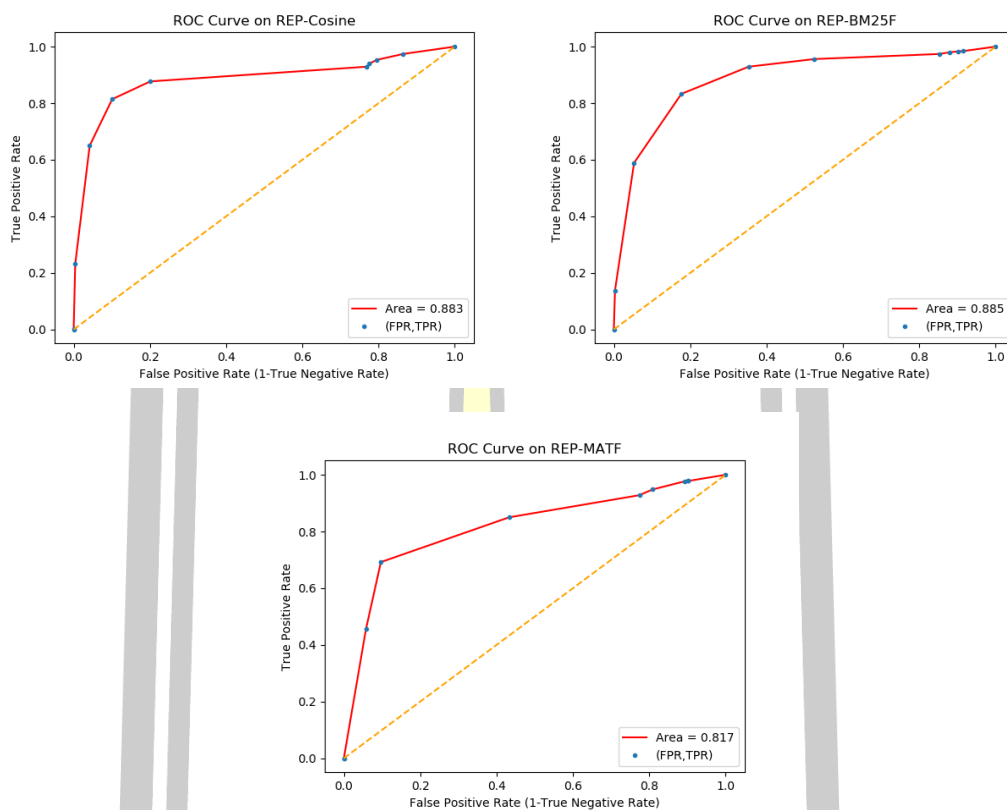 ROC Curve on REP-Cosine
1.0
0.8
0.6
0.4
0.2
0.0
True Positive Rate
0.0 0.2 0.4 0.6 0.8 1.0
False Positive Rate (1-True Negative Rate)
Area = 0.883
(FPR,TPR)
ROC Curve on REP-BM25F
1.0
0.8
0.6
0.4
0.2
0.0
True Positive Rate
0.0 0.2 0.4 0.6 0.8 1.0
False Positive Rate (1-True Negative Rate)
Area = 0.885
(FPR,TPR)
ROC Curve on REP-MATF
1.0
0.8
0.6
0.4
0.2
0.0
True Positive Rate
0.0 0.2 0.4 0.6 0.8 1.0
False Positive Rate (1-True Negative Rate)
Area = 0.817
(FPR,TPR)